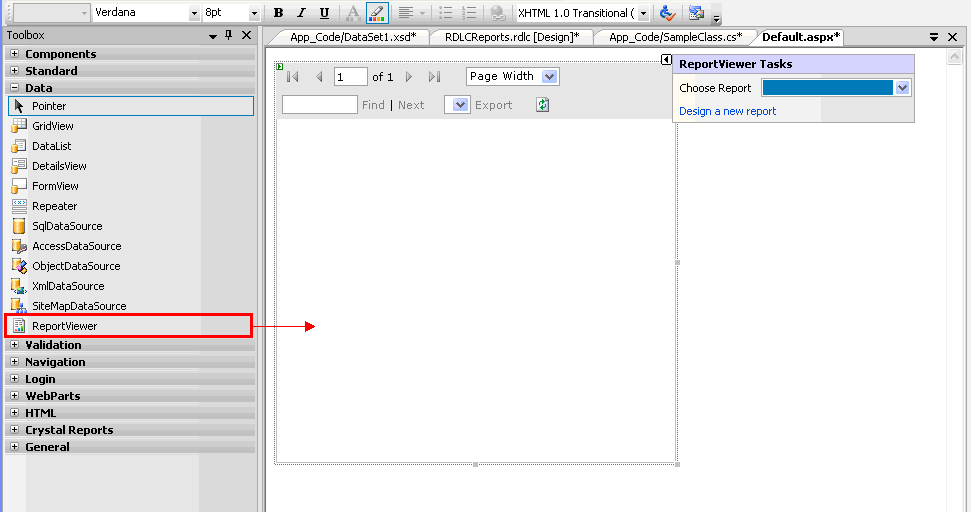 Verdana 8pt B I U A XHTML 1.0 Transitional (
Toolbox
Components
Standard
Data
Pointer
GridView
DataList
DetailsView
FormView
Repeater
SqlDataSource
AccessDataSource
ObjectDataSource
XmlDataSource
SiteMapDataSource
ReportViewer
Validation
Navigation
Login
WebParts
HTML
Crystal Reports
General
App_Code/DataSet1.xsd* RDLCReports.rdlc [Design]* App_Code/SampleClass.cs* Default.aspx*
1 of 1 Page Width
Find | Next Export
ReportViewer Tasks
Choose Report
Design a new report